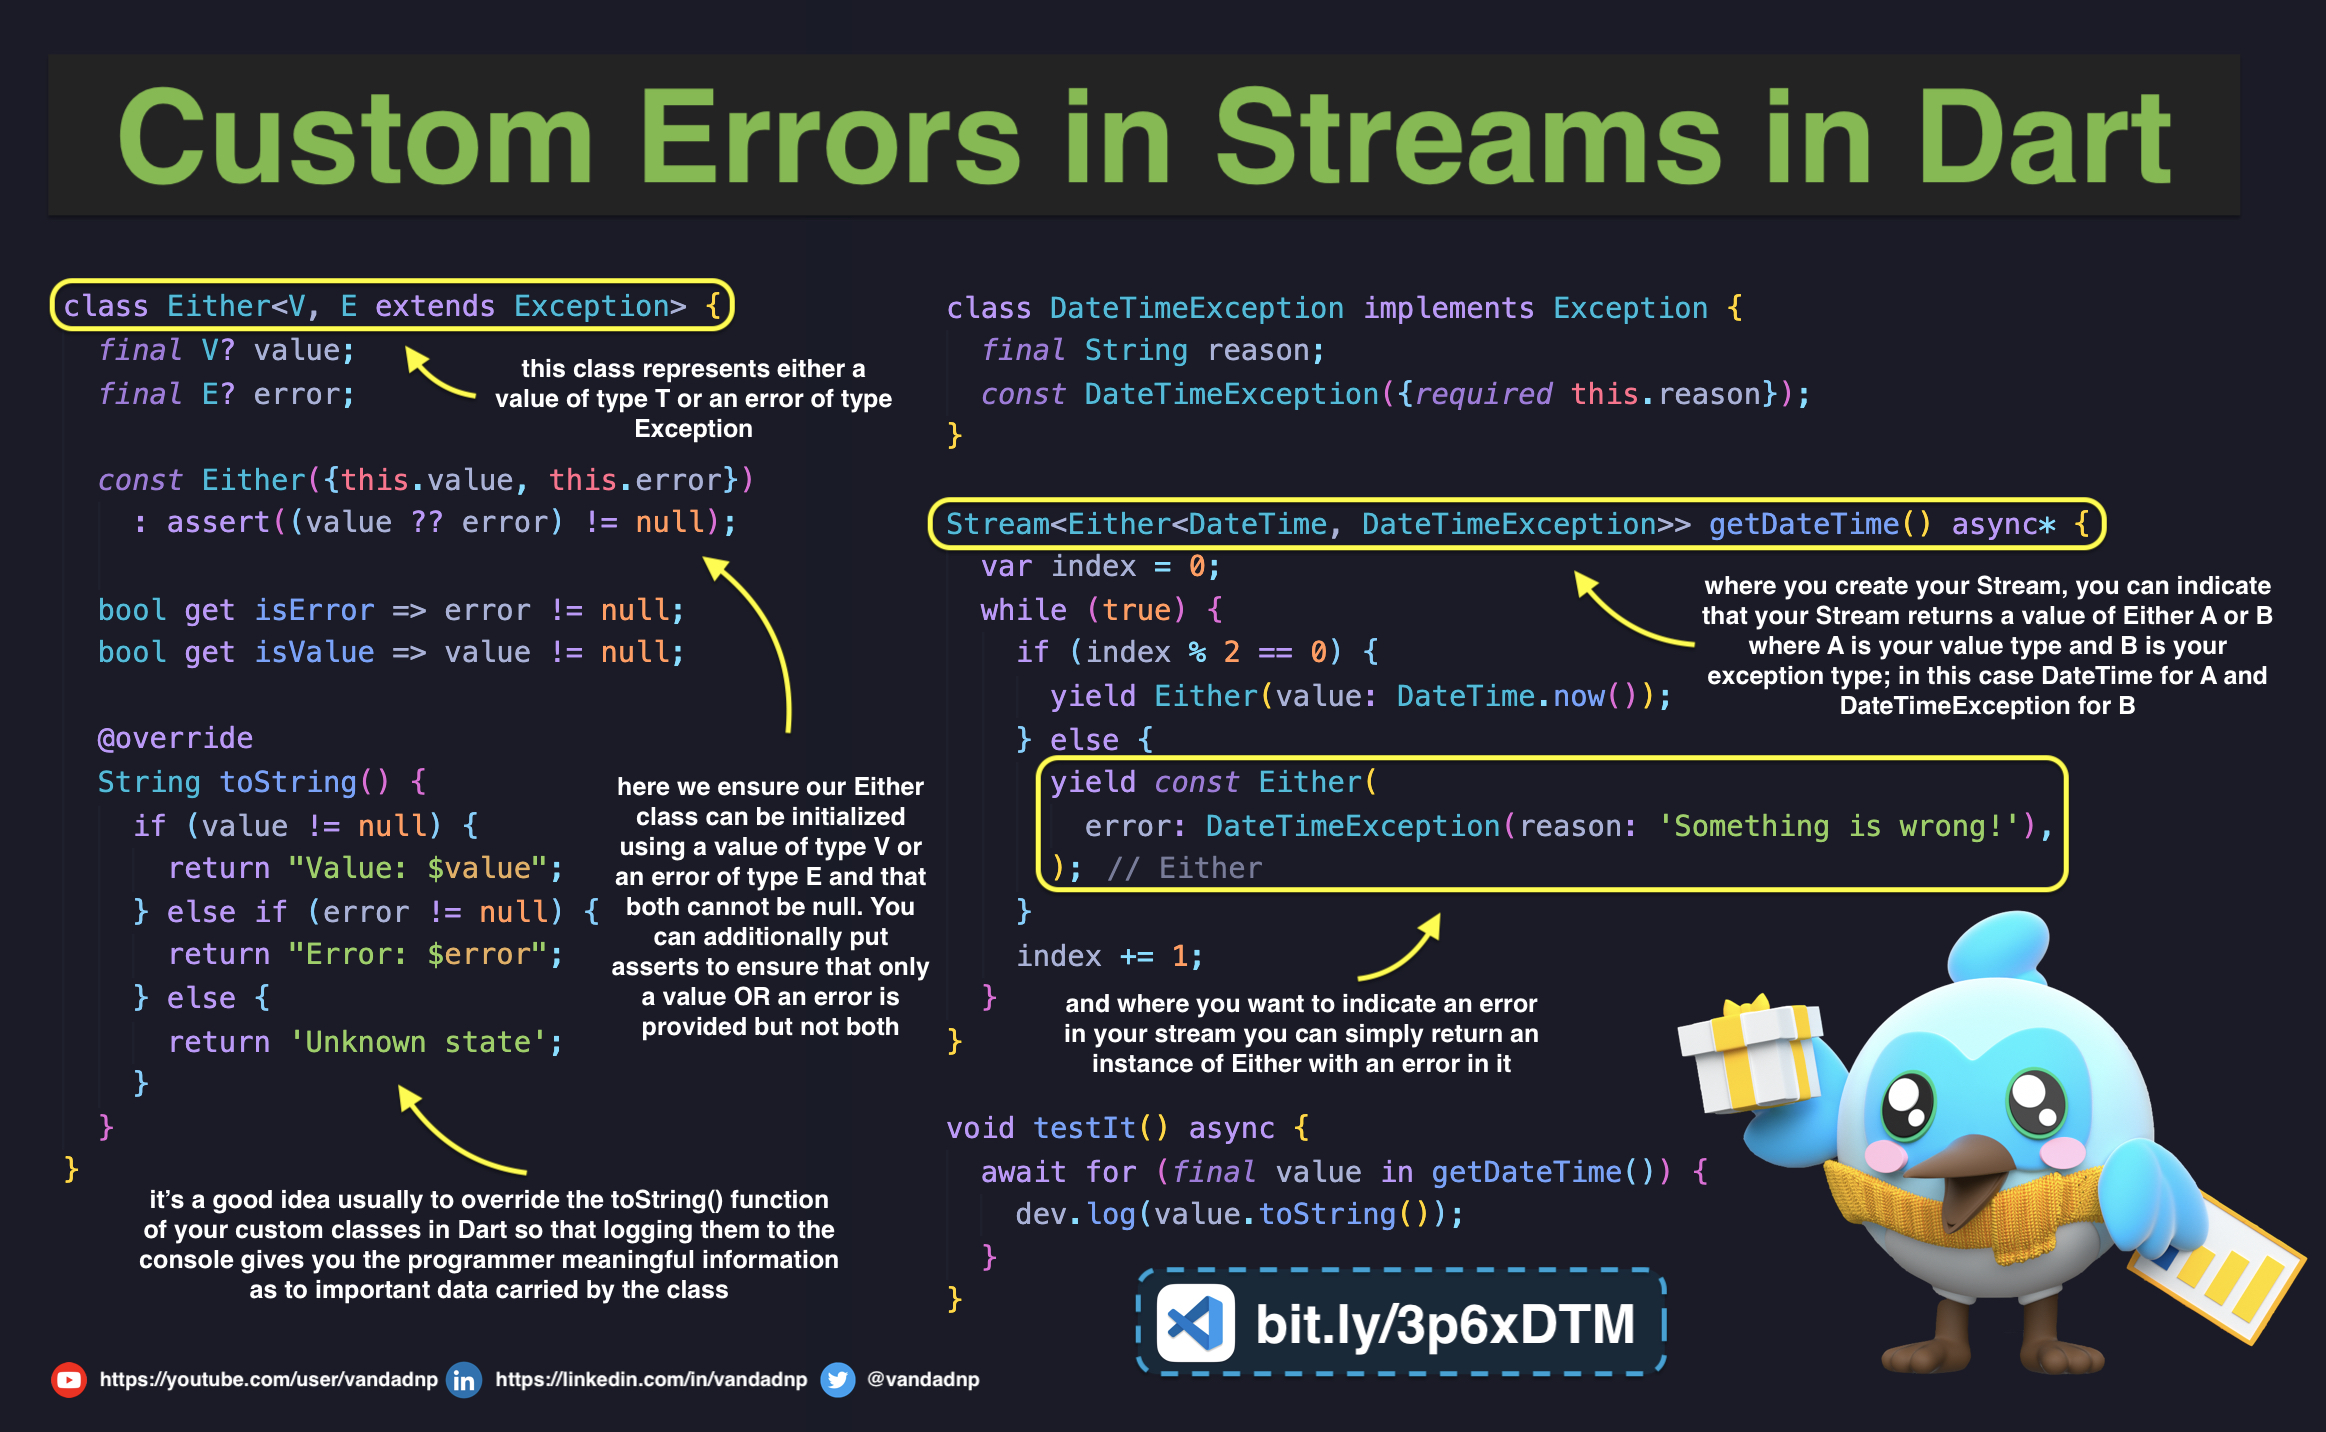 Custom Errors in Streams in Dart
class Either<V, E extends Exception> {
  final V? value;
  final E? error;
this class represents either a
value of type T or an error of type
Exception
  const Either({this.value, this.error})
    : assert((value ?? error) != null);
  bool get isError => error != null;
  bool get isValue => value != null;
here we ensure our Either
class can be initialized
using a value of type V or
an error of type E and that
both cannot be null. You
can additionally put
asserts to ensure that only
a value OR an error is
provided but not both
  @override
  String toString() {
    if (value != null) {
      return "Value: $value";
    } else if (error != null) {
      return "Error: $error";
    } else {
      return 'Unknown state';
    }
  }
}
it’s a good idea usually to override the toString() function
of your custom classes in Dart so that logging them to the
console gives you the programmer meaningful information
as to important data carried by the class
class DateTimeException implements Exception {
  final String reason;
  const DateTimeException({required this.reason});
}
Stream<Either<DateTime, DateTimeException>> getDateTime() async* {
  var index = 0;
  while (true) {
    if (index % 2 == 0) {
      yield Either(value: DateTime.now());
    } else {
      yield const Either(
        error: DateTimeException(reason: 'Something is wrong!'),
      ); // Either
    }
    index += 1;
  }
}
where you create your Stream, you can indicate
that your Stream returns a value of Either A or B
where A is your value type and B is your
exception type; in this case DateTime for A and
DateTimeException for B
and where you want to indicate an error
in your stream you can simply return an
instance of Either with an error in it
void testIt() async {
  await for (final value in getDateTime()) {
    dev.log(value.toString());
  }
}
bit.ly/3p6xDTM
https://youtube.com/user/vandadnp
in https://linkedin.com/in/vandadnp
@vandadnp